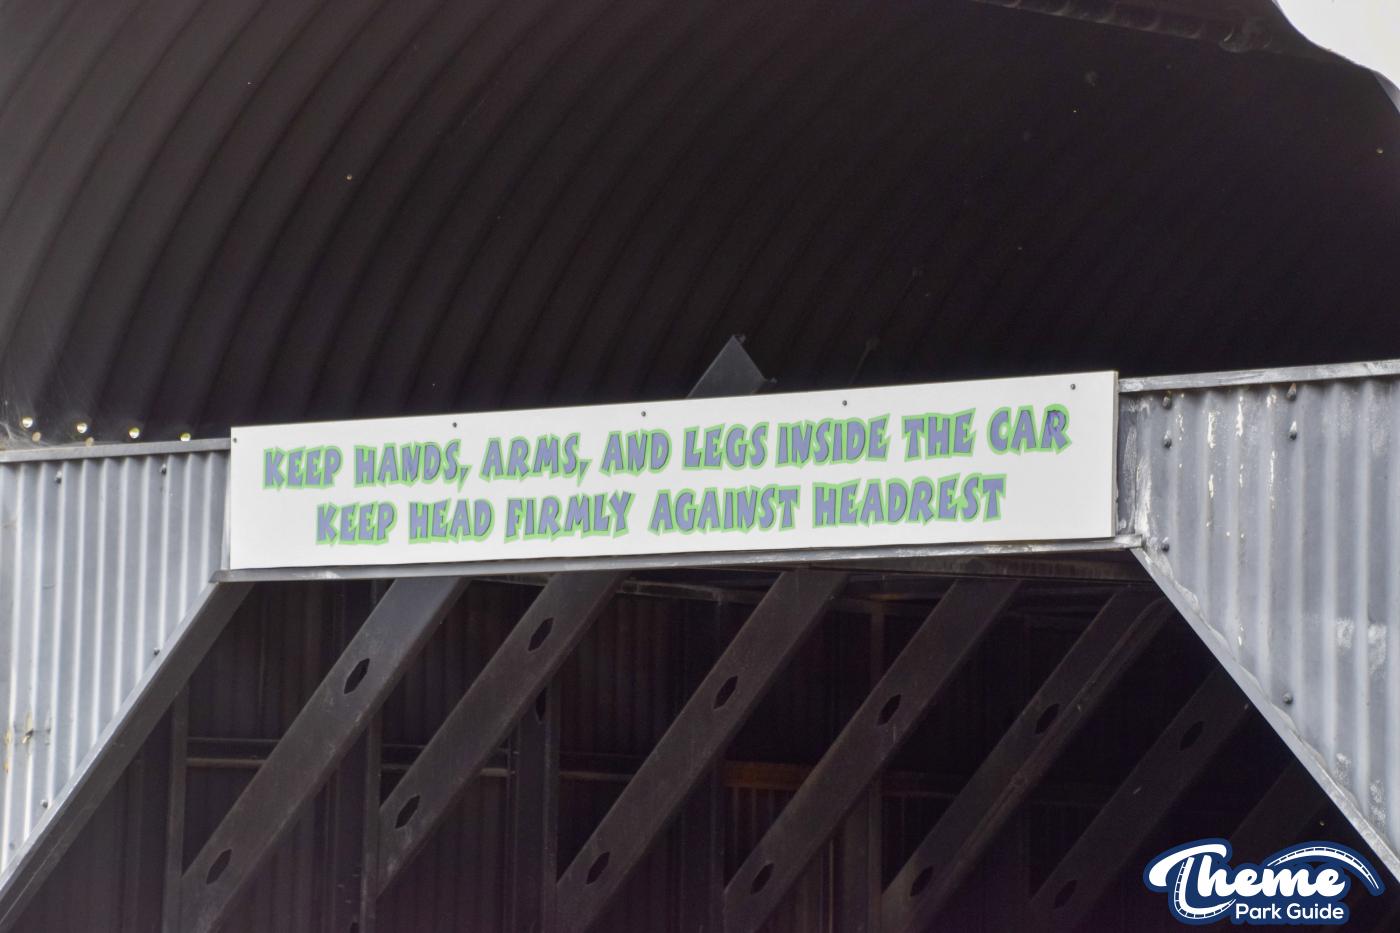 KEEP HANDS, ARMS, AND LEGS INSIDE THE CAR
KEEP HEAD FIRMLY AGAINST HEADREST
Theme
Park Guide